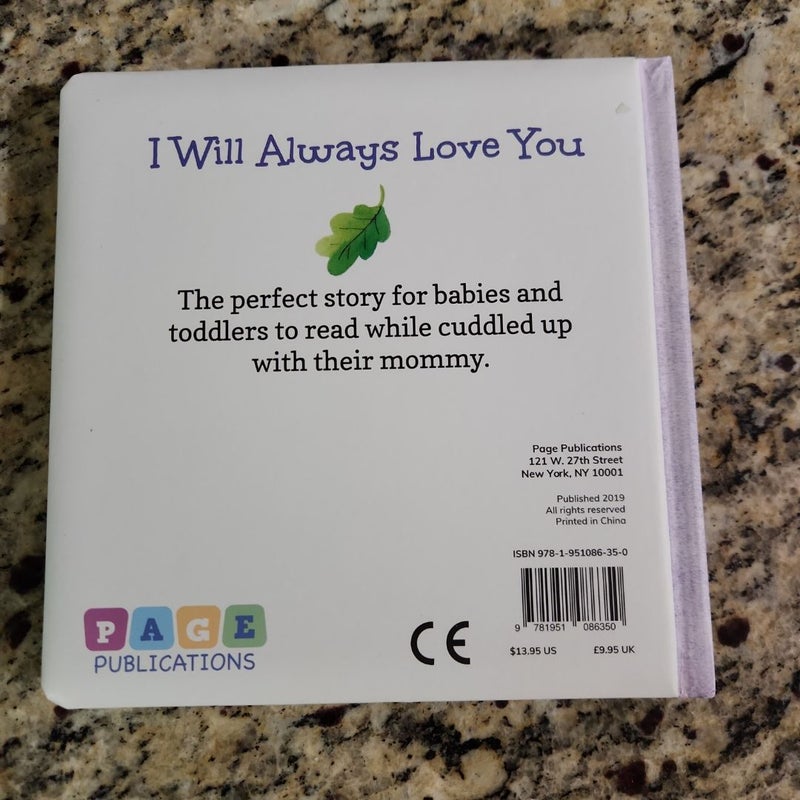 I Will Always Love You
The perfect story for babies and
toddlers to read while cuddled up
with their mommy.
Page Publications
121 W. 27th Street
New York, NY 10001
Published 2019
All rights reserved
Printed in China
ISBN 978-1-951086-35-0
9 781951 086350
$13.95 US £9.95 UK
CE
PAGE
PUBLICATIONS